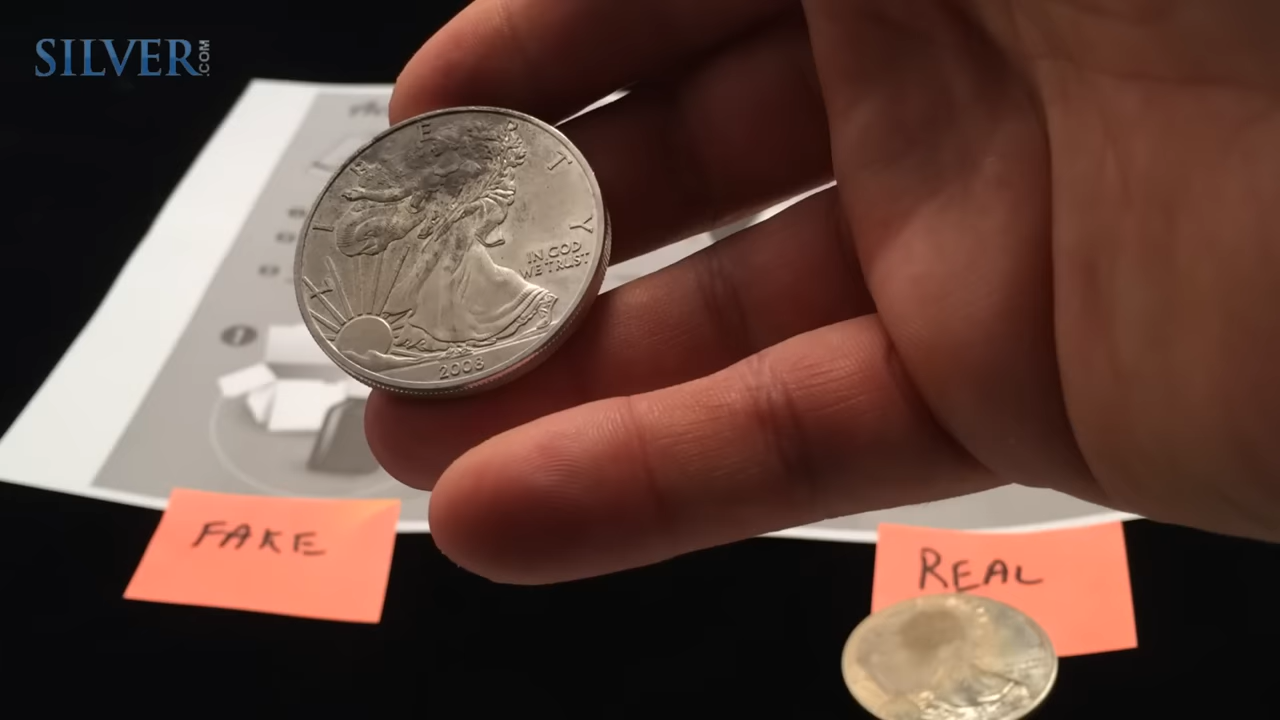 SILVER.COM
LIBERTY
IN GOD
WE TRUST
2008
FAKE
REAL